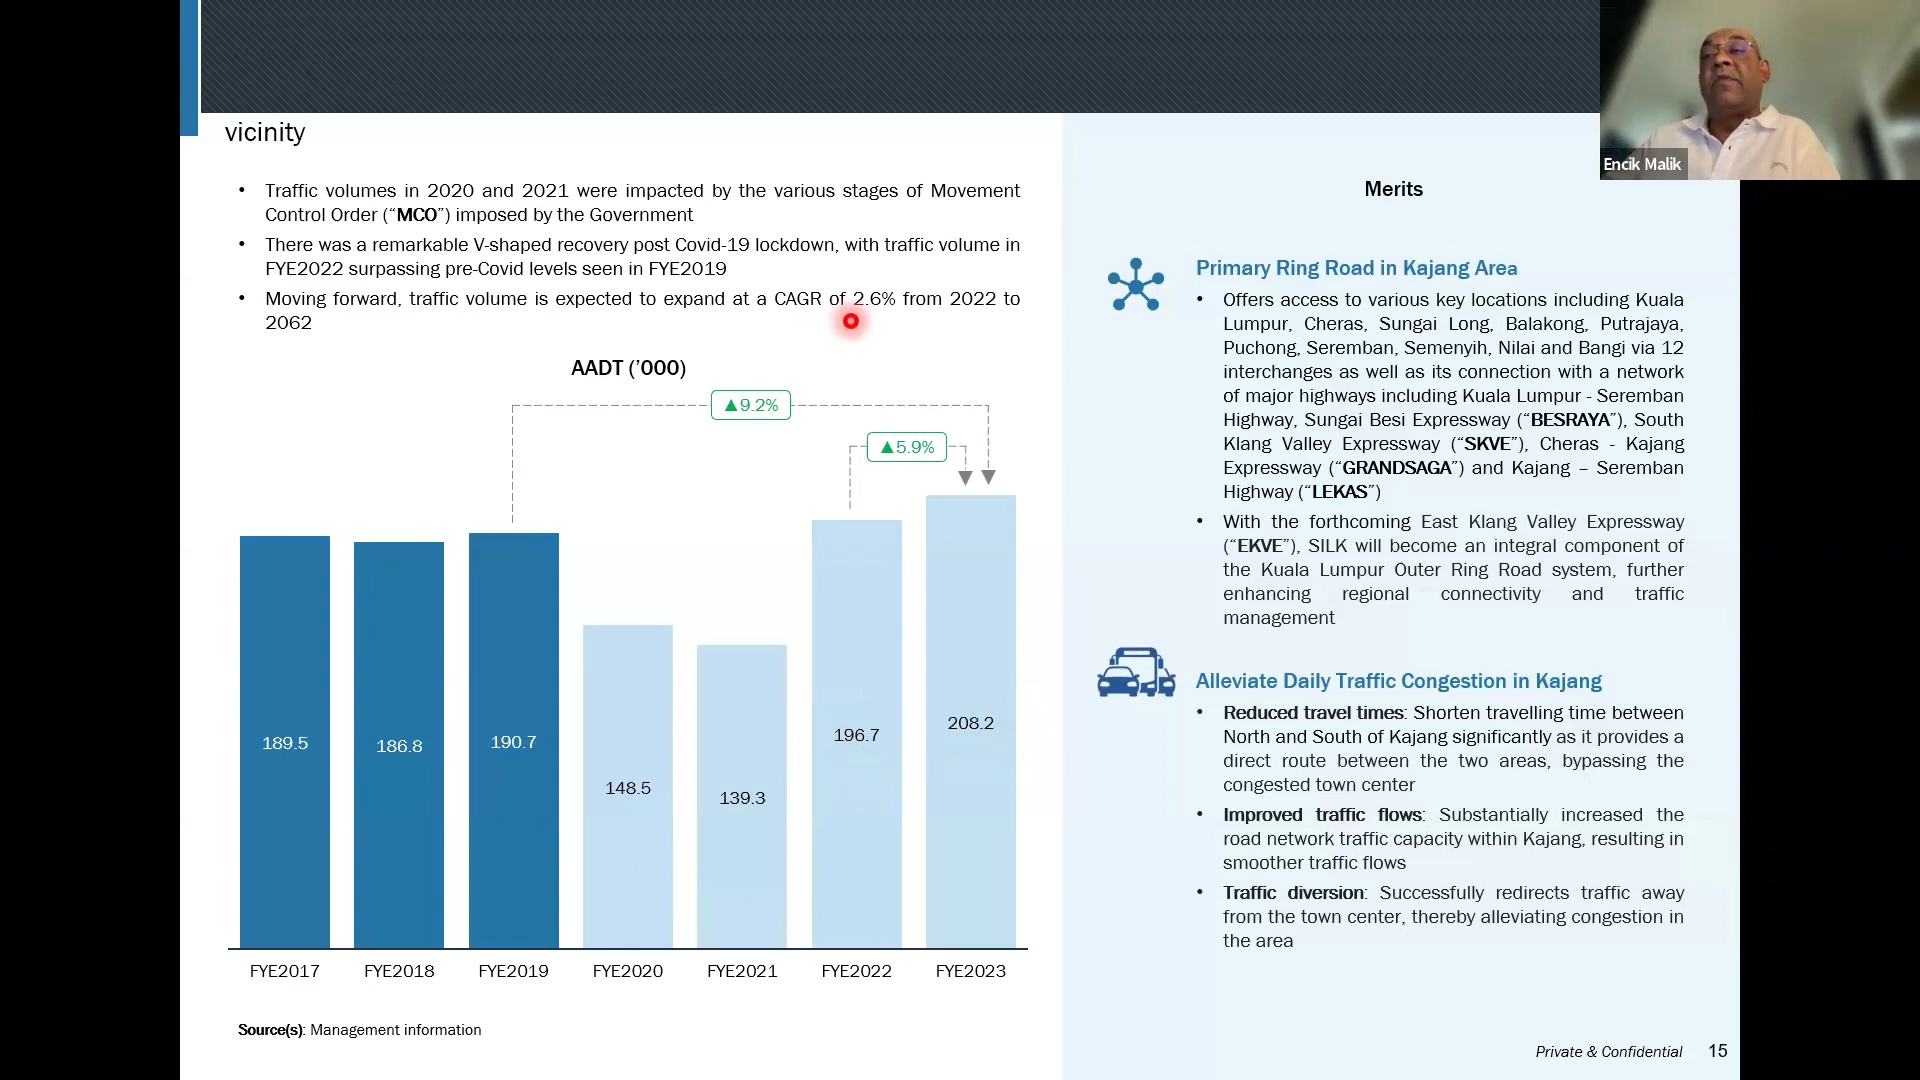 vicinity
• Traffic volumes in 2020 and 2021 were impacted by the various stages of Movement
Control Order (“MCO”) imposed by the Government
• There was a remarkable V-shaped recovery post Covid-19 lockdown, with traffic volume in
FYE2022 surpassing pre-Covid levels seen in FYE2019
• Moving forward, traffic volume is expected to expand at a CAGR of 2.6% from 2022 to
2062
AADT (’000)
▲9.2%
▲5.9%
189.5
186.8
190.7
148.5
139.3
196.7
208.2
FYE2017
FYE2018
FYE2019
FYE2020
FYE2021
FYE2022
FYE2023
Source(s): Management information
Encik Malik
Merits
Primary Ring Road in Kajang Area
• Offers access to various key locations including Kuala
Lumpur, Cheras, Sungai Long, Balakong, Putrajaya,
Puchong, Seremban, Semenyih, Nilai and Bangi via 12
interchanges as well as its connection with a network
of major highways including Kuala Lumpur - Seremban
Highway, Sungai Besi Expressway (“BESRAYA”), South
Klang Valley Expressway (“SKVE”), Cheras - Kajang
Expressway (“GRANDSAGA”) and Kajang – Seremban
Highway (“LEKAS”)
• With the forthcoming East Klang Valley Expressway
(“EKVE”), SILK will become an integral component of
the Kuala Lumpur Outer Ring Road system, further
enhancing regional connectivity and traffic
management
Alleviate Daily Traffic Congestion in Kajang
• Reduced travel times: Shorten travelling time between
North and South of Kajang significantly as it provides a
direct route between the two areas, bypassing the
congested town center
• Improved traffic flows: Substantially increased the
road network traffic capacity within Kajang, resulting in
smoother traffic flows
• Traffic diversion: Successfully redirects traffic away
from the town center, thereby alleviating congestion in
the area
Private & Confidential 15